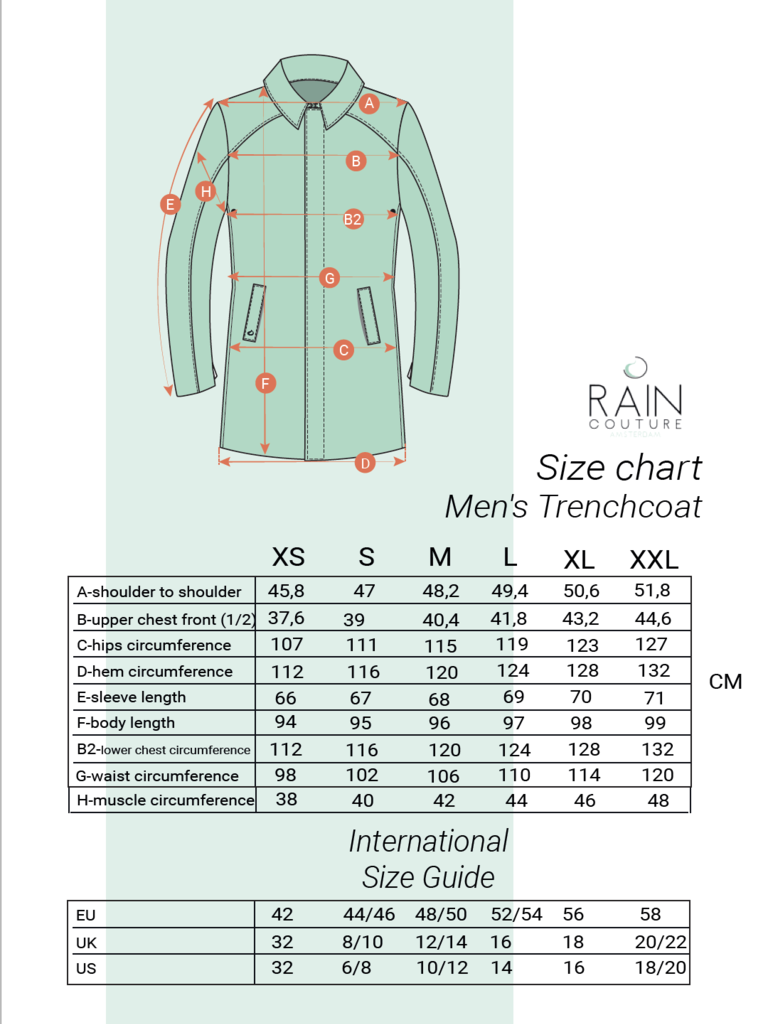 A
B
H
E
B2
G
C
F
D
RAIN
COUTURE
AMSTERDAM
Size chart
Men's Trenchcoat
XS S M L XL XXL
A-shoulder to shoulder 45,8 47 48,2 49,4 50,6 51,8
B-upper chest front (1/2) 37,6 39 40,4 41,8 43,2 44,6
C-hips circumference 107 111 115 119 123 127
D-hem circumference 112 116 120 124 128 132
CM
E-sleeve length 66 67 68 69 70 71
F-body length 94 95 96 97 98 99
B2-lower chest circumference 112 116 120 124 128 132
G-waist circumference 98 102 106 110 114 120
H-muscle circumference 38 40 42 44 46 48
International
Size Guide
EU 42 44/46 48/50 52/54 56 58
UK 32 8/10 12/14 16 18 20/22
US 32 6/8 10/12 14 16 18/20